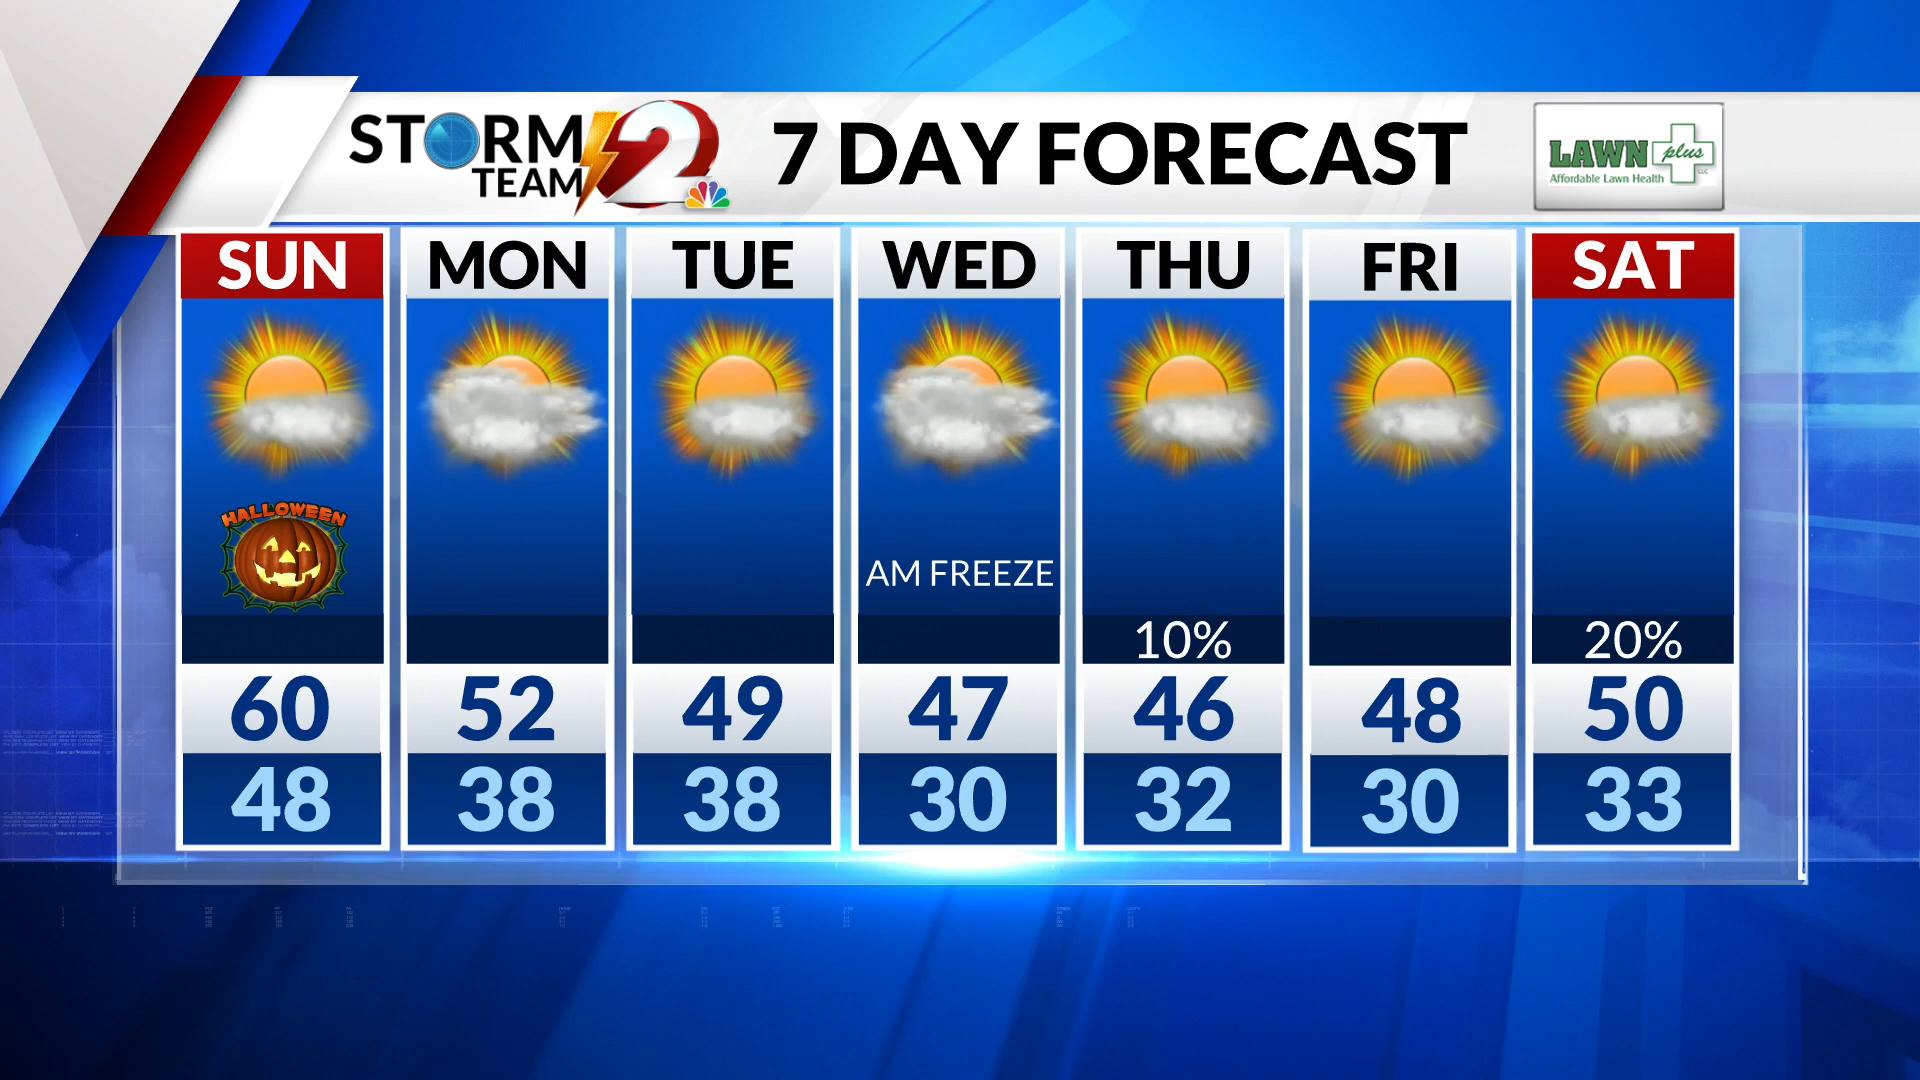 STORM
TEAM
2
7 DAY FORECAST
LAWN plus
LLC
Affordable Lawn Health
SUN MON TUE WED THU FRI SAT
HALLOWEEN
AM FREEZE
10% 20%
60 52 49 47 46 48 50
48 38 38 30 32 30 33